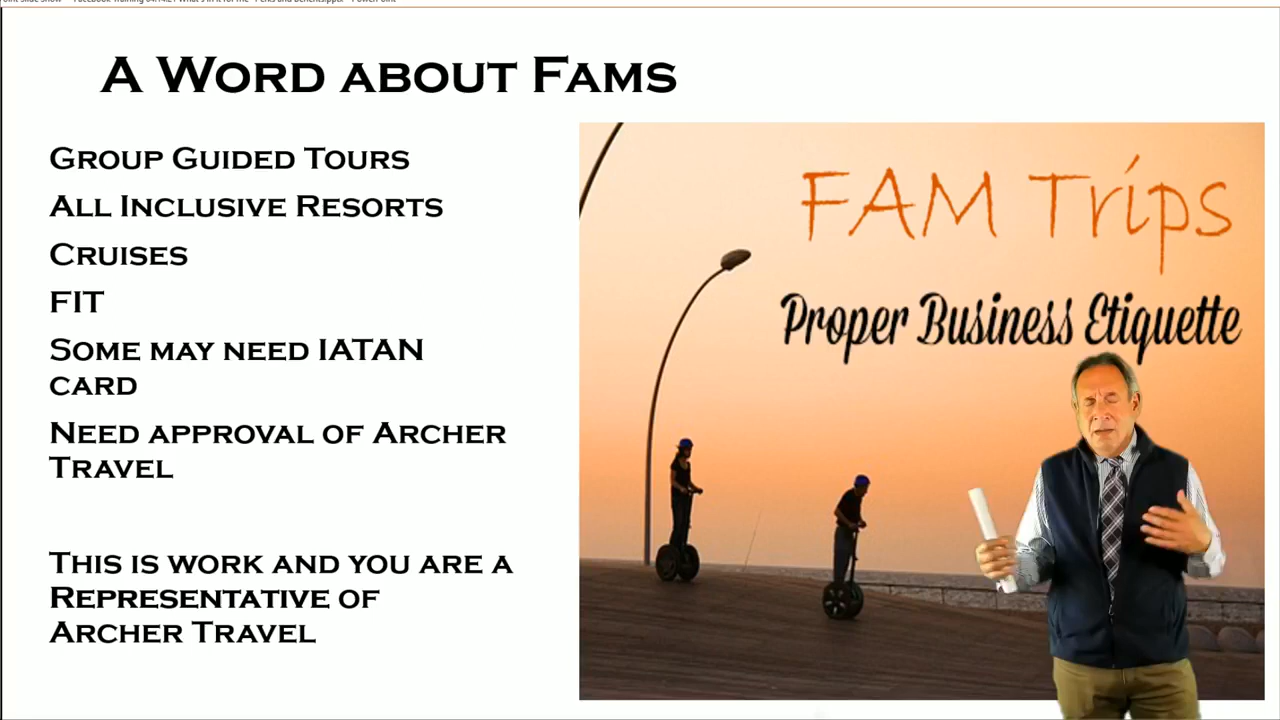 A Word about Fams
Group Guided Tours
All Inclusive Resorts
Cruises
FIT
Some may need IATAN
card
Need approval of Archer
Travel
This is work and you are a
Representative of
Archer Travel
FAM Trips
Proper Business Etiquette